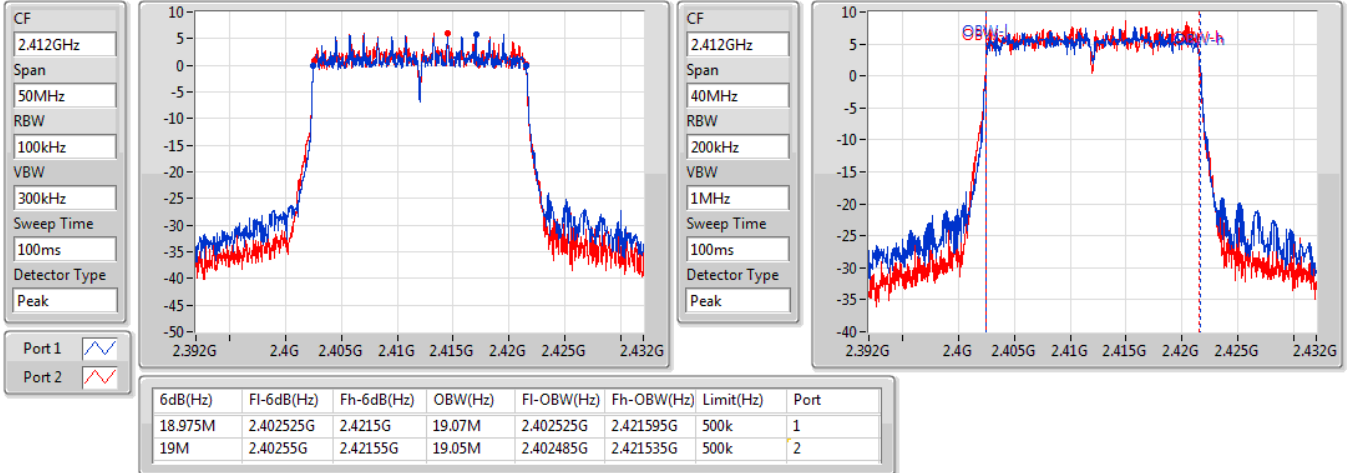 CF
2.412GHz
Span
50MHz
RBW
100kHz
VBW
300kHz
Sweep Time
100ms
Detector Type
Peak
Port 1
Port 2
10
5
0
-5
-10
-15
-20
-25
-30
-35
-40
-45
-50
2.392G 2.4G 2.405G 2.41G 2.415G 2.42G 2.425G 2.432G
CF
2.412GHz
Span
40MHz
RBW
200kHz
VBW
1MHz
Sweep Time
100ms
Detector Type
Peak
10
5
0
-5
-10
-15
-20
-25
-30
-35
-40
OBW-l
OBW-h
2.392G 2.4G 2.405G 2.41G 2.415G 2.42G 2.425G 2.432G
6dB(Hz) Fl-6dB(Hz) Fh-6dB(Hz) OBW(Hz) Fl-OBW(Hz) Fh-OBW(Hz) Limit(Hz) Port
18.975M 2.402525G 2.4215G 19.07M 2.402525G 2.421595G 500k 1
19M 2.40255G 2.42155G 19.05M 2.402485G 2.421535G 500k 2